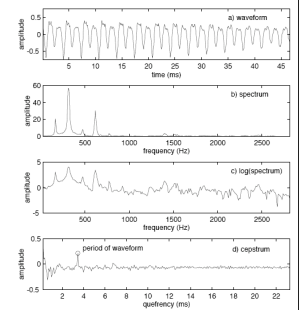 a) waveform
0.5
0
-0.5
amplitude
5 10 15 20 25 30 35 40 45
time (ms)
b) spectrum
60
40
20
0
amplitude
500 1000 1500 2000 2500
frequency (Hz)
c) log(spectrum)
5
0
-5
amplitude
500 1000 1500 2000 2500
frequency (Hz)
period of waveform
d) cepstrum
0.5
0
-0.5
amplitude
2 4 6 8 10 12 14 16 18 20 22
quefrency (ms)